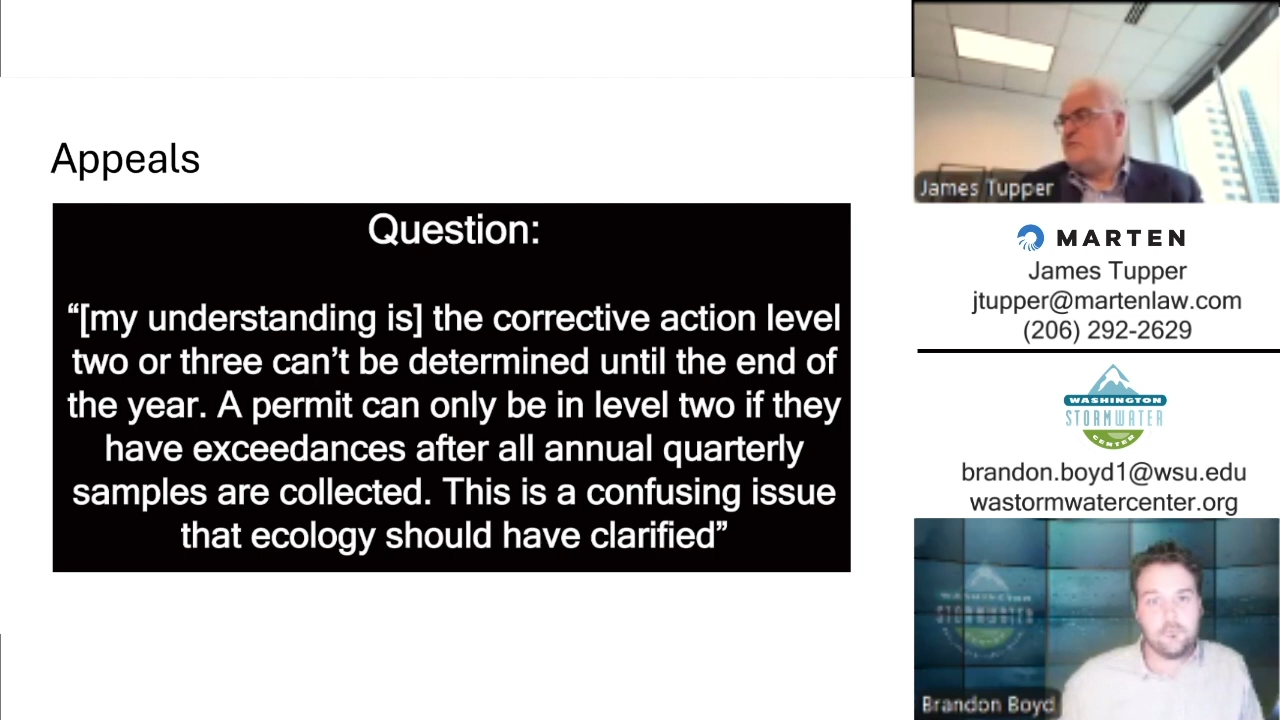 Appeals
Question:
“[my understanding is] the corrective action level
two or three can’t be determined until the end of
the year. A permit can only be in level two if they
have exceedances after all annual quarterly
samples are collected. This is a confusing issue
that ecology should have clarified”
James Tupper
MARTEN
James Tupper
jtupper@martenlaw.com
(206) 292-2629
WASHINGTON
STORMWATER
CENTER
brandon.boyd1@wsu.edu
wastormwatercenter.org
WASHINGTON
STORMWATER
Brandon Boyd